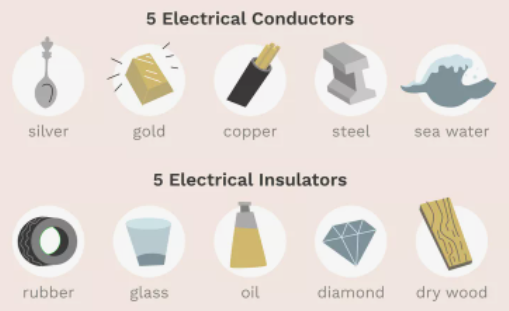 5 Electrical Conductors
silver gold copper steel sea water
5 Electrical Insulators
rubber glass oil diamond dry wood